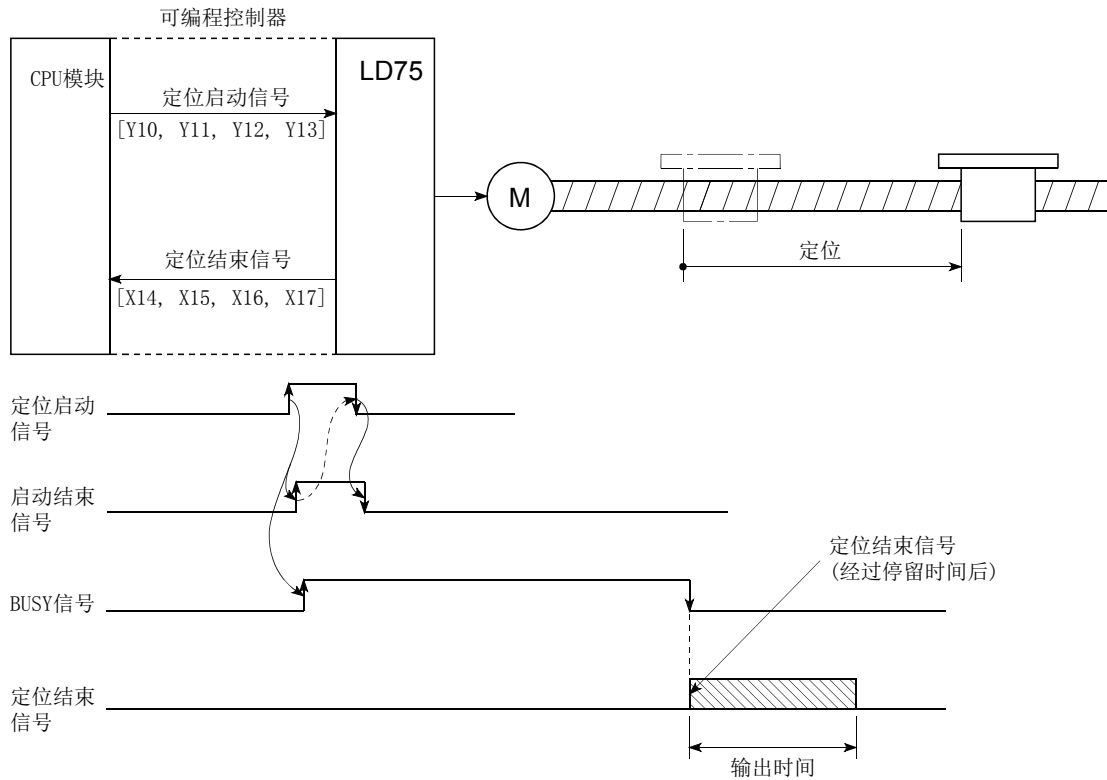 可编程控制器
CPU模块
LD75
定位启动信号
[Y10, Y11, Y12, Y13]
M
定位结束信号
[X14, X15, X16, X17]
定位
定位启动
信号
启动结束
信号
定位结束信号
(经过停留时间后)
BUSY信号
定位结束
信号
输出时间